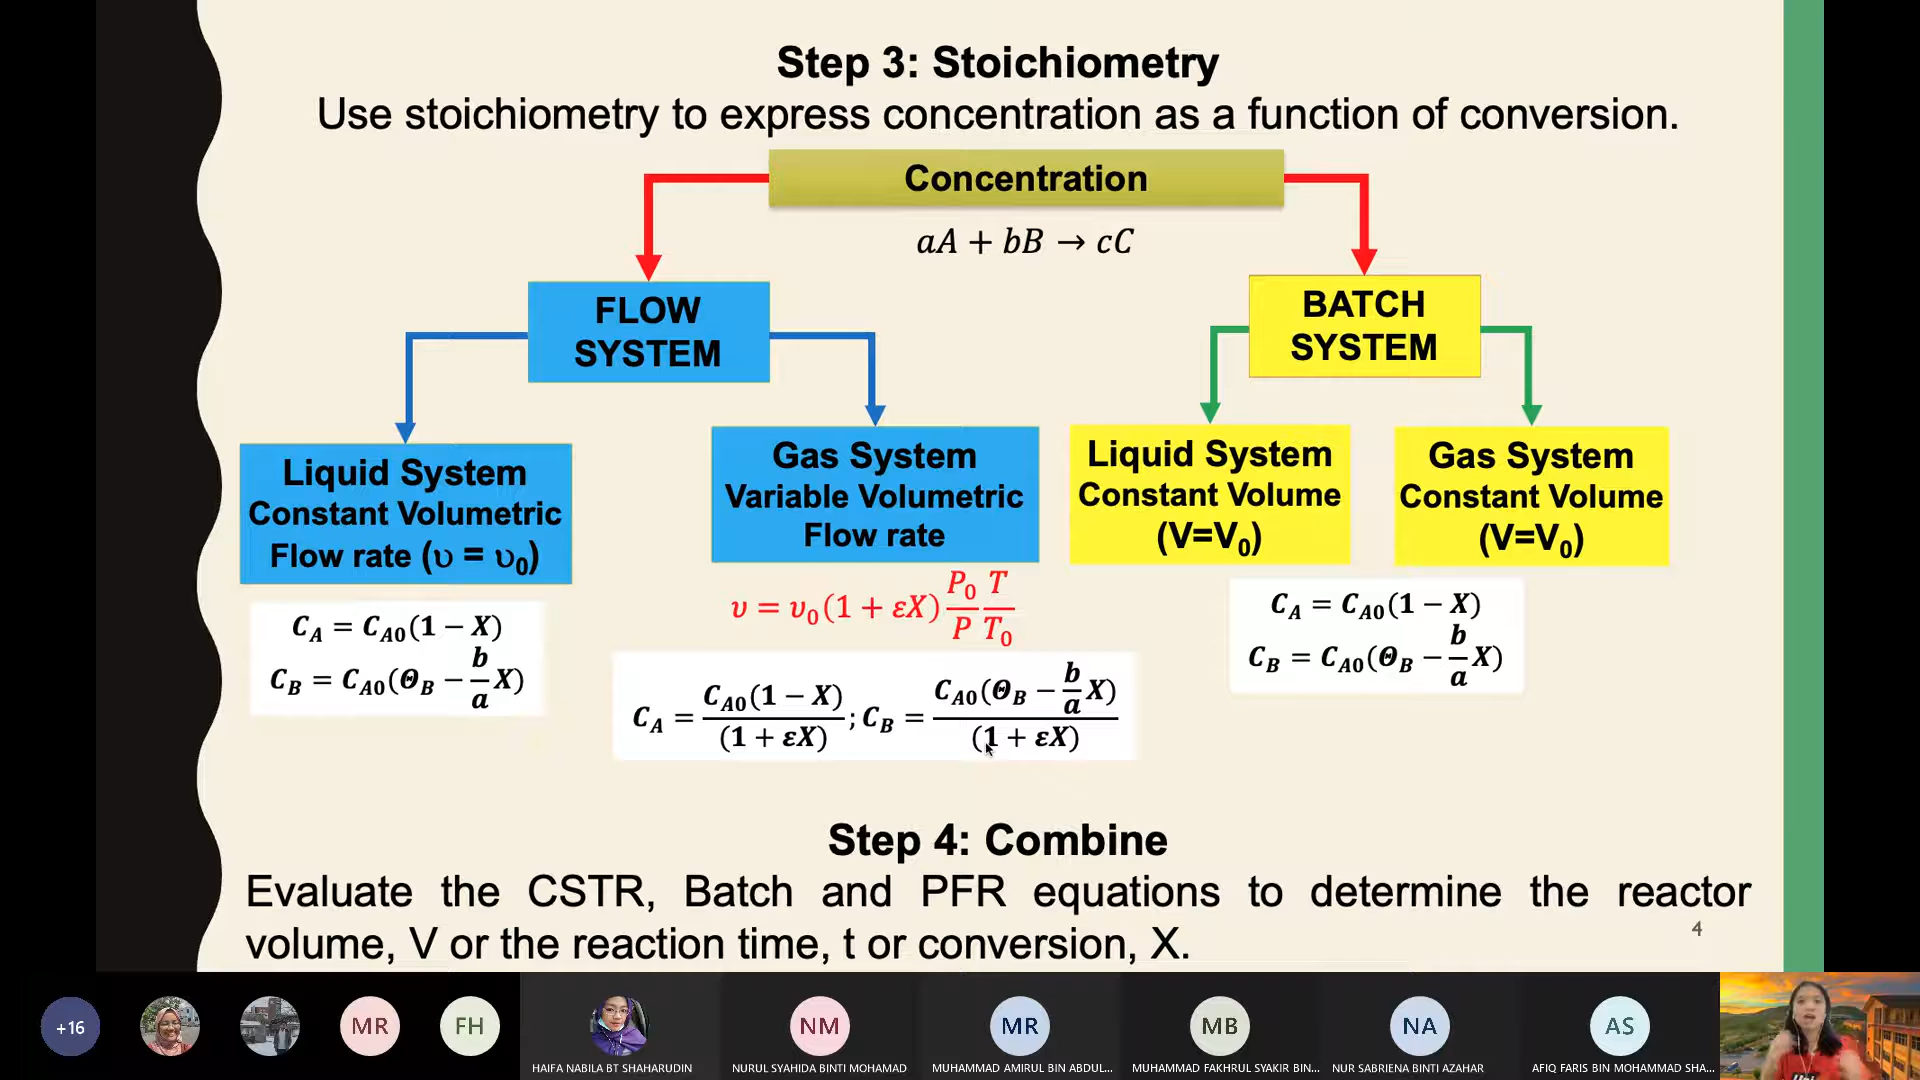 Step 3: Stoichiometry
Use stoichiometry to express concentration as a function of conversion.
Concentration
aA + bB → cC
FLOW
SYSTEM
BATCH
SYSTEM
Liquid System
Constant Volumetric
Flow rate (υ = υ₀)
Gas System
Variable Volumetric
Flow rate
Liquid System
Constant Volume
(V=V₀)
Gas System
Constant Volume
(V=V₀)
C_A = C_A0(1 − X)
C_B = C_A0(Θ_B − b/a X)
υ = υ₀(1 + εX) P₀/P T/T₀
C_A = C_A0(1 − X)/(1 + εX); C_B = C_A0(Θ_B − b/a X)/(1 + εX)
C_A = C_A0(1 − X)
C_B = C_A0(Θ_B − b/a X)
Step 4: Combine
Evaluate the CSTR, Batch and PFR equations to determine the reactor
volume, V or the reaction time, t or conversion, X.
4
+16
MR
FH
HAIFA NABILA BT SHAHARUDIN
NM
NURUL SYAHIDA BINTI MOHAMAD
MR
MUHAMMAD AMIRUL BIN ABDUL...
MB
MUHAMMAD FAKHRUL SYAKIR BIN...
NA
NUR SABRIENA BINTI AZAHAR
AS
AFIQ FARIS BIN MOHAMMAD SHA...